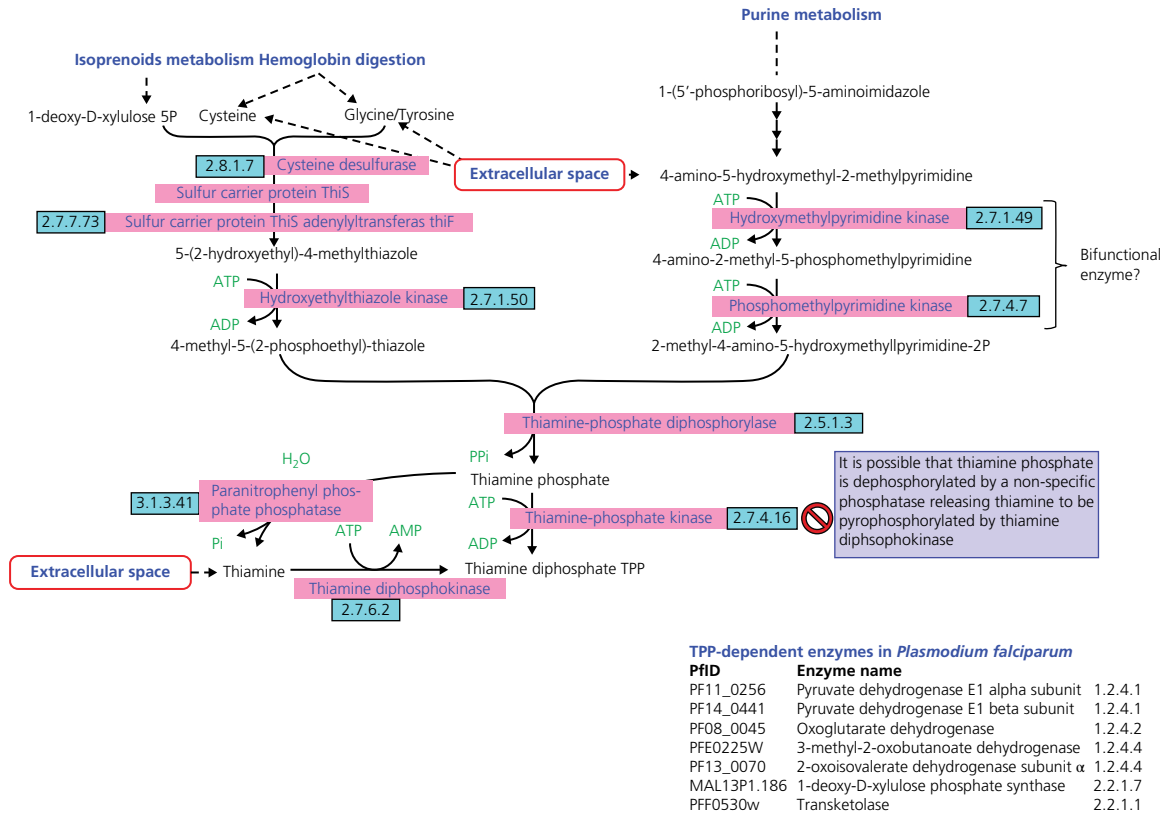 Purine metabolism
Isoprenoids metabolism Hemoglobin digestion
1-(5'-phosphoribosyl)-5-aminoimidazole
1-deoxy-D-xylulose 5P
Cysteine
Glycine/Tyrosine
2.8.1.7
Cysteine desulfurase
Extracellular space
4-amino-5-hydroxymethyl-2-methylpyrimidine
Sulfur carrier protein ThiS
2.7.7.73
Sulfur carrier protein ThiS adenylyltransferas thiF
ATP
Hydroxymethylpyrimidine kinase
2.7.1.49
ADP
5-(2-hydroxyethyl)-4-methylthiazole
4-amino-2-methyl-5-phosphomethylpyrimidine
Bifunctional
enzyme?
ATP
Hydroxyethylthiazole kinase
2.7.1.50
ADP
ATP
Phosphomethylpyrimidine kinase
2.7.4.7
ADP
4-methyl-5-(2-phosphoethyl)-thiazole
2-methyl-4-amino-5-hydroxymethyllpyrimidine-2P
Thiamine-phosphate diphosphorylase
2.5.1.3
PPi
H2O
Thiamine phosphate
3.1.3.41
Paranitrophenyl phos-
phate phosphatase
Pi
ATP
Thiamine-phosphate kinase
2.7.4.16
ADP
It is possible that thiamine phosphate
is dephosphorylated by a non-specific
phosphatase releasing thiamine to be
pyrophosphorylated by thiamine
diphsophokinase
ATP
AMP
Extracellular space
Thiamine
Thiamine diphosphate TPP
Thiamine diphosphokinase
2.7.6.2
TPP-dependent enzymes in Plasmodium falciparum
PfID Enzyme name
PF11_0256 Pyruvate dehydrogenase E1 alpha subunit 1.2.4.1
PF14_0441 Pyruvate dehydrogenase E1 beta subunit 1.2.4.1
PF08_0045 Oxoglutarate dehydrogenase 1.2.4.2
PFE0225W 3-methyl-2-oxobutanoate dehydrogenase 1.2.4.4
PF13_0070 2-oxoisovalerate dehydrogenase subunit α 1.2.4.4
MAL13P1.186 1-deoxy-D-xylulose phosphate synthase 2.2.1.7
PFF0530w Transketolase 2.2.1.1